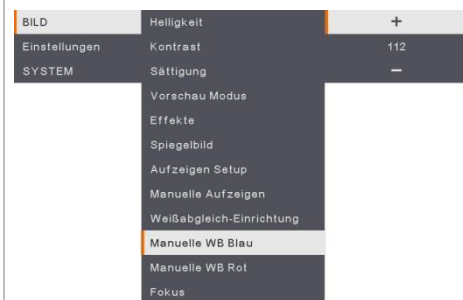 BILD
Einstellungen
SYSTEM
Helligkeit
Kontrast
Sättigung
Vorschau Modus
Effekte
Spiegelbild
Aufzeigen Setup
Manuelle Aufzeigen
Weißabgleich-Einrichtung
Manuelle WB Blau
Manuelle WB Rot
Fokus
+
112
−